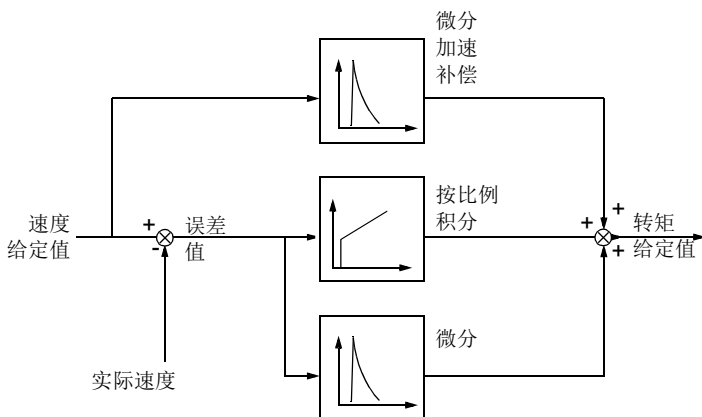 微分
加速
补偿
按比例
积分
速度
给定值
+
-
误差
值
+
+
+
转矩
给定值
微分
实际速度